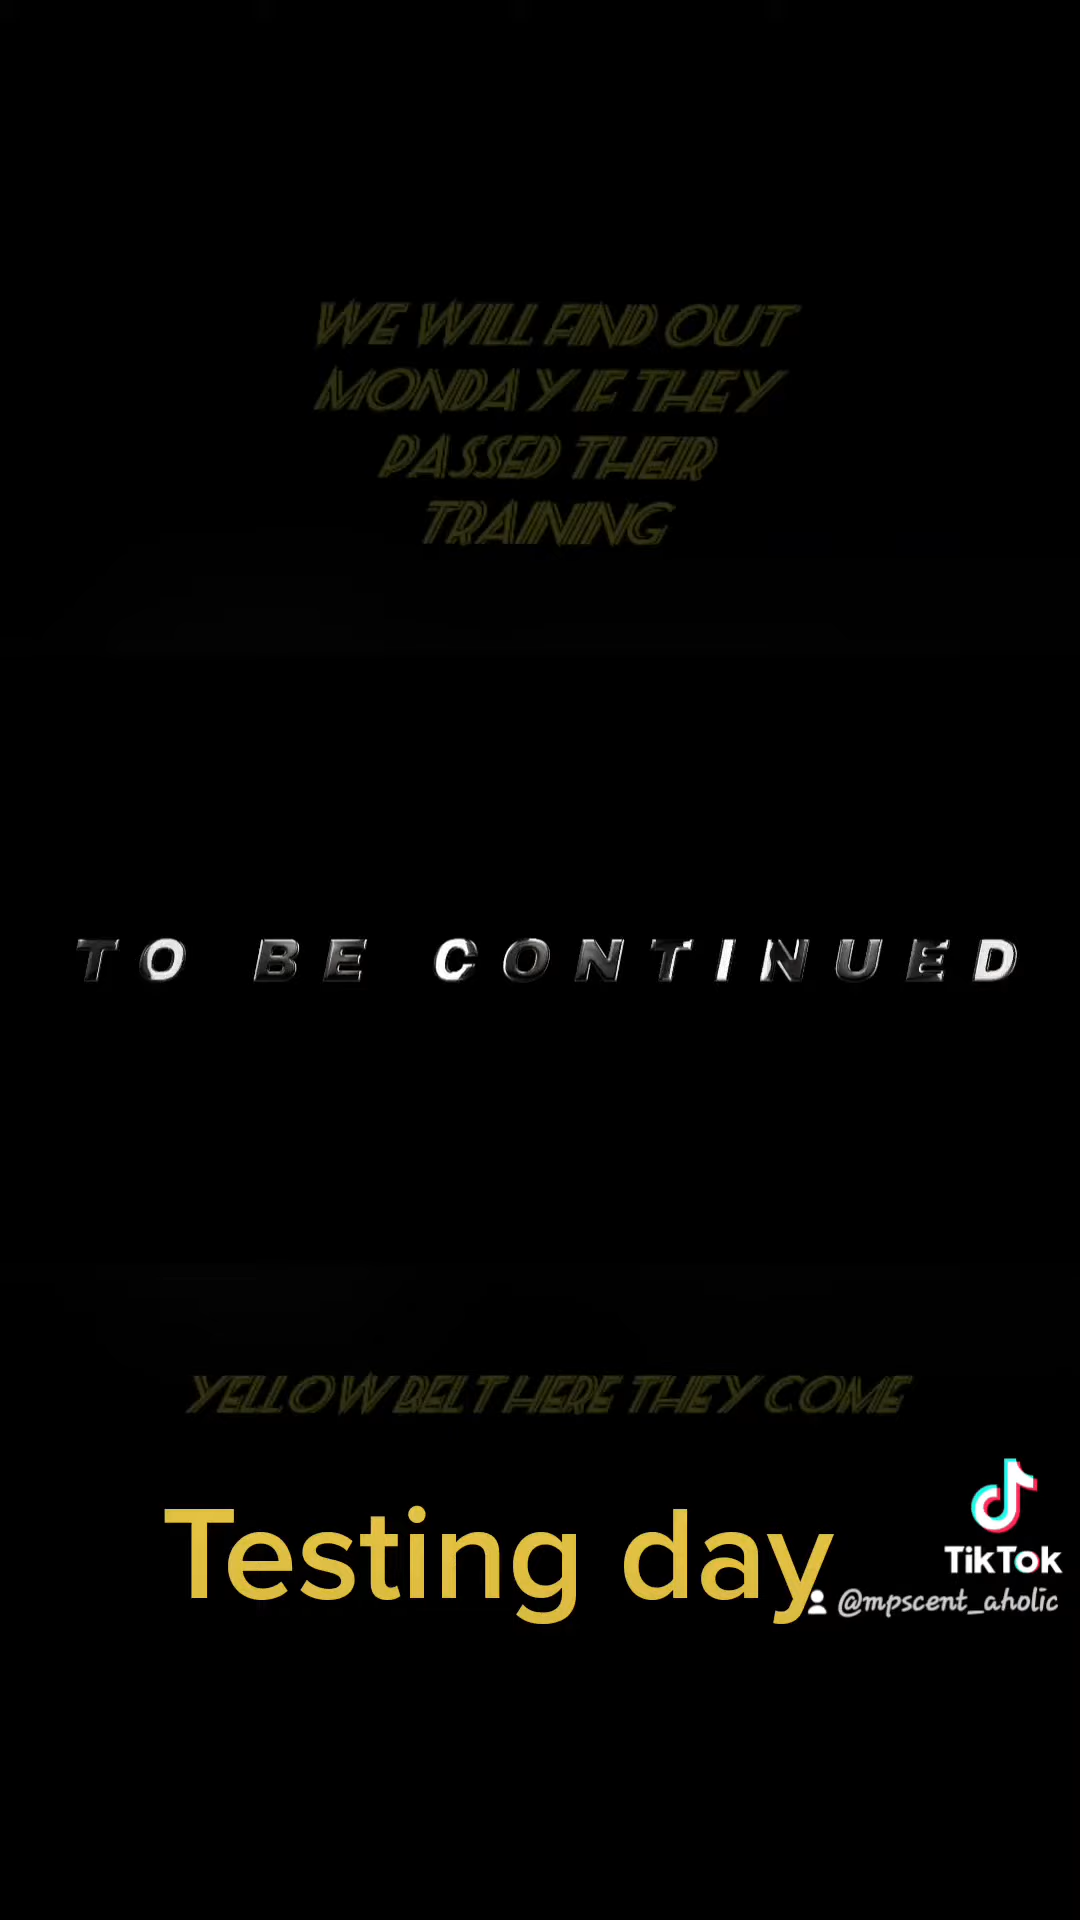 WE WILL FIND OUT
MONDAY IF THEY
PASSED THEIR
TRAINING
TO BE CONTINUED
YELLOW BELT HERE THEY COME
Testing day
TikTok
@mpscent_aholic